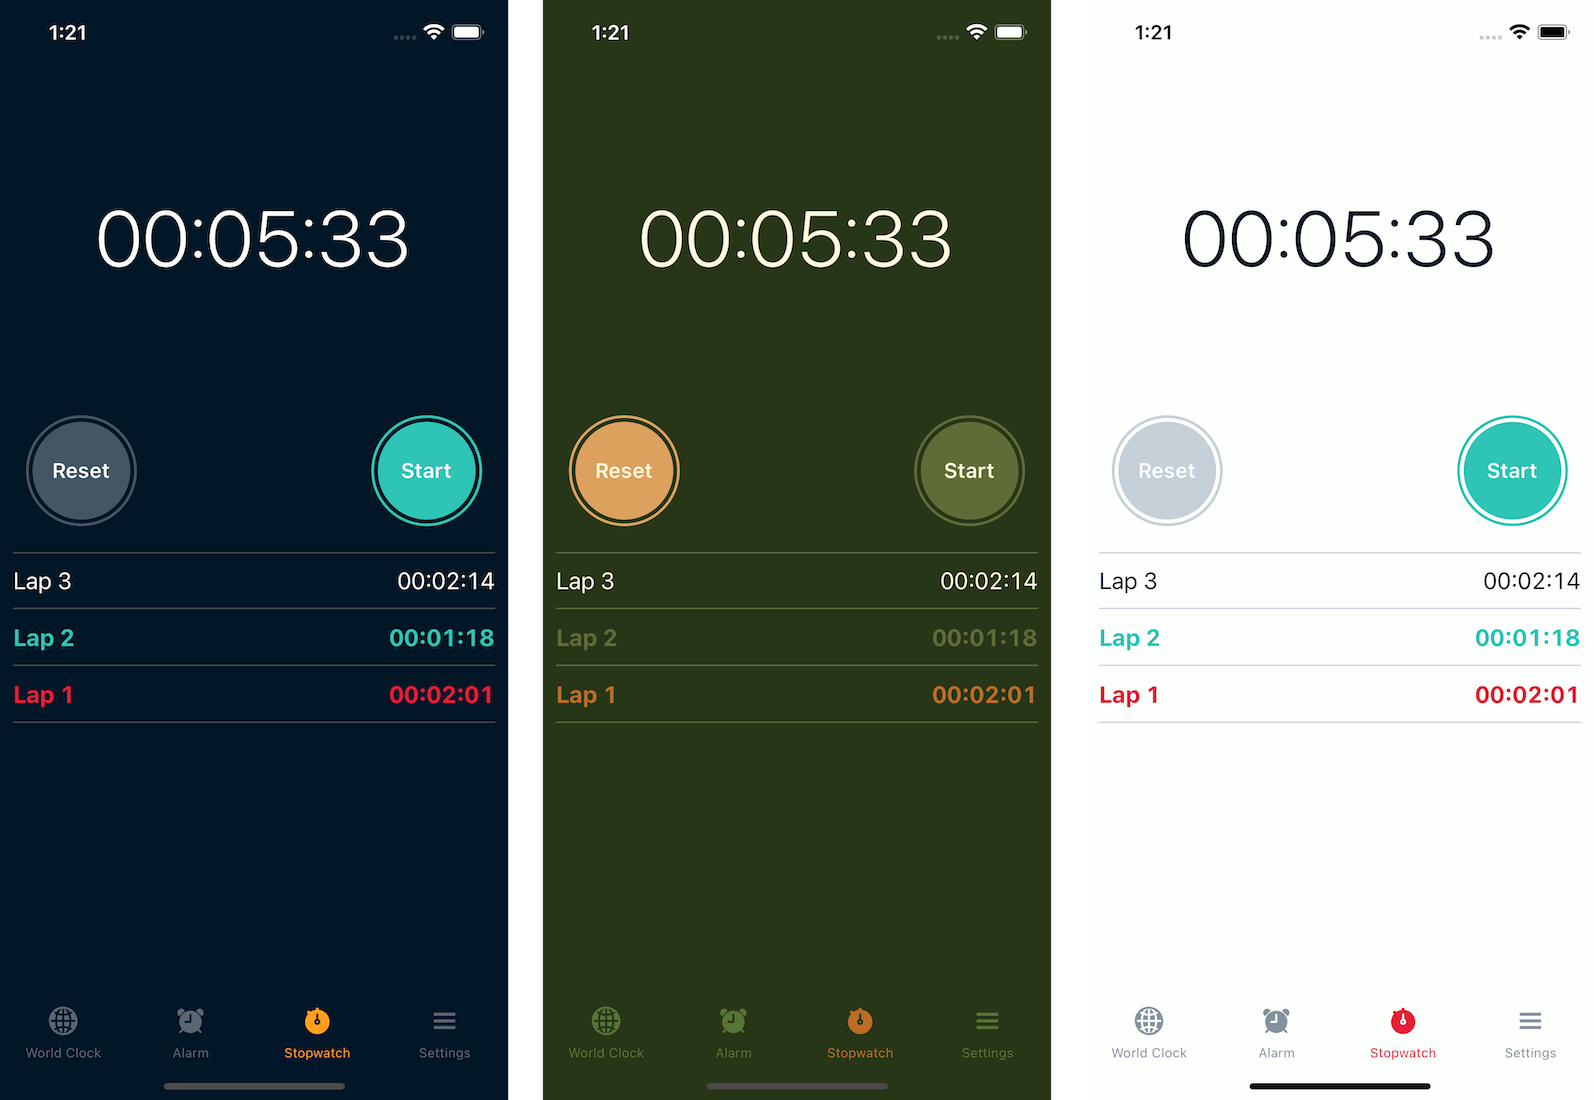 1:21
00:05:33
Reset
Start
Lap 3 00:02:14
Lap 2 00:01:18
Lap 1 00:02:01
World Clock
Alarm
Stopwatch
Settings
1:21
00:05:33
Reset
Start
Lap 3 00:02:14
Lap 2 00:01:18
Lap 1 00:02:01
World Clock
Alarm
Stopwatch
Settings
1:21
00:05:33
Reset
Start
Lap 3 00:02:14
Lap 2 00:01:18
Lap 1 00:02:01
World Clock
Alarm
Stopwatch
Settings